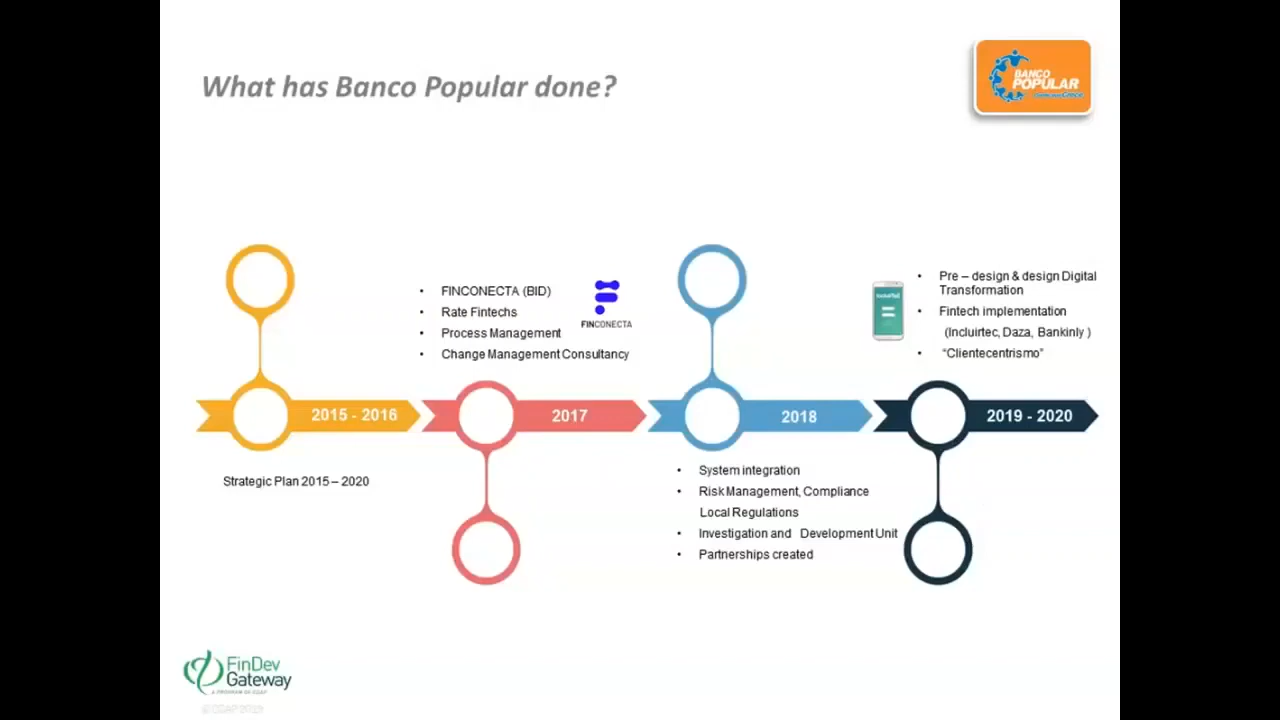 What has Banco Popular done?
BANCO
POPULAR
FINCONECTA (BID)
Rate Fintechs
Process Management
Change Management Consultancy
FINCONECTA
Pre – design & design Digital
Transformation
Fintech implementation
(Incluirtec, Daza, Bankinly )
“Clientecentrismo”
2015 - 2016
2017
2018
2019 - 2020
Strategic Plan 2015 – 2020
System integration
Risk Management, Compliance
Local Regulations
Investigation and Development Unit
Partnerships created
FinDev
Gateway